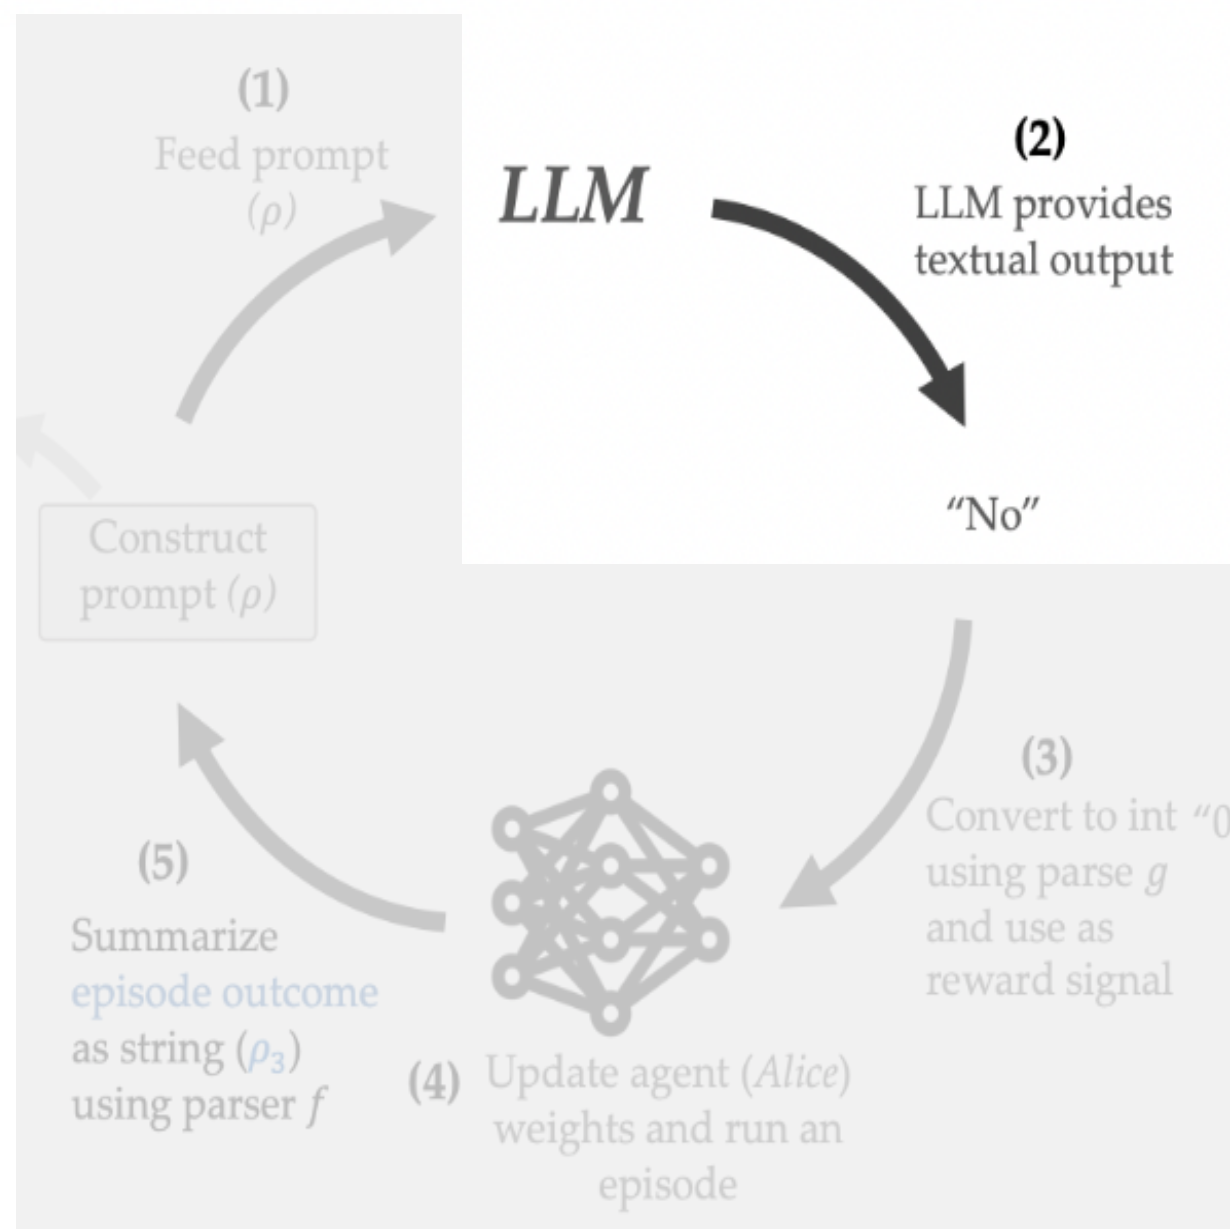 (1)
Feed prompt
(ρ)
LLM
(2)
LLM provides
textual output
“No”
Construct
prompt (ρ)
(3)
Convert to int “0
using parse g
and use as
reward signal
(4)
Update agent (Alice)
weights and run an
episode
(5)
Summarize
episode outcome
as string (ρ₃)
using parser f